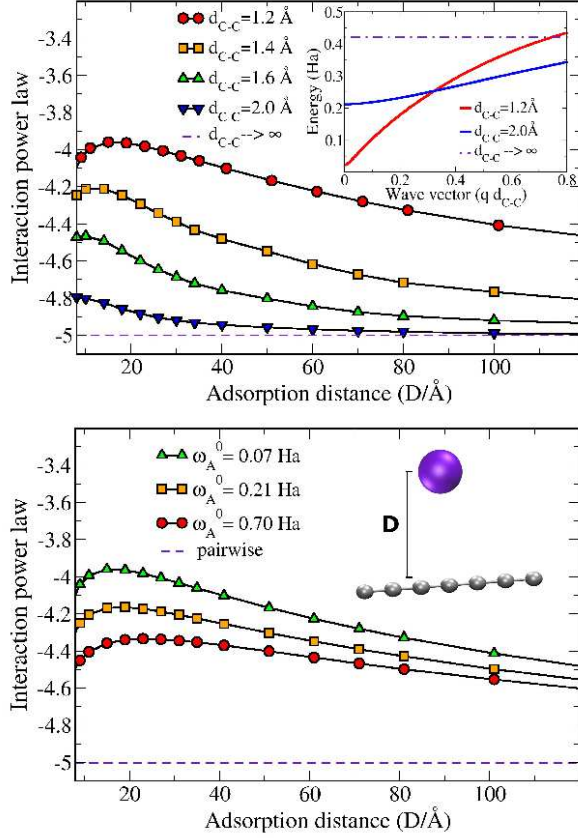 -3.4
-3.6
-3.8
-4
-4.2
-4.4
-4.6
-4.8
-5
Interaction power law
d_C-C=1.2 Å
d_C-C=1.4 Å
d_C-C=1.6 Å
d_C-C=2.0 Å
d_C-C --> ∞
0.5
0.4
0.3
0.2
0.1
Energy (Ha)
d_C-C=1.2Å
d_C-C=2.0Å
d_C-C --> ∞
0 0.2 0.4 0.6 0.8
Wave vector (q d_C-C)
20 40 60 80 100
Adsorption distance (D/Å)
-3.4
-3.6
-3.8
-4
-4.2
-4.4
-4.6
-4.8
-5
Interaction power law
ω_A^0 = 0.07 Ha
ω_A^0 = 0.21 Ha
ω_A^0 = 0.70 Ha
pairwise
D
20 40 60 80 100
Adsorption distance (D/Å)